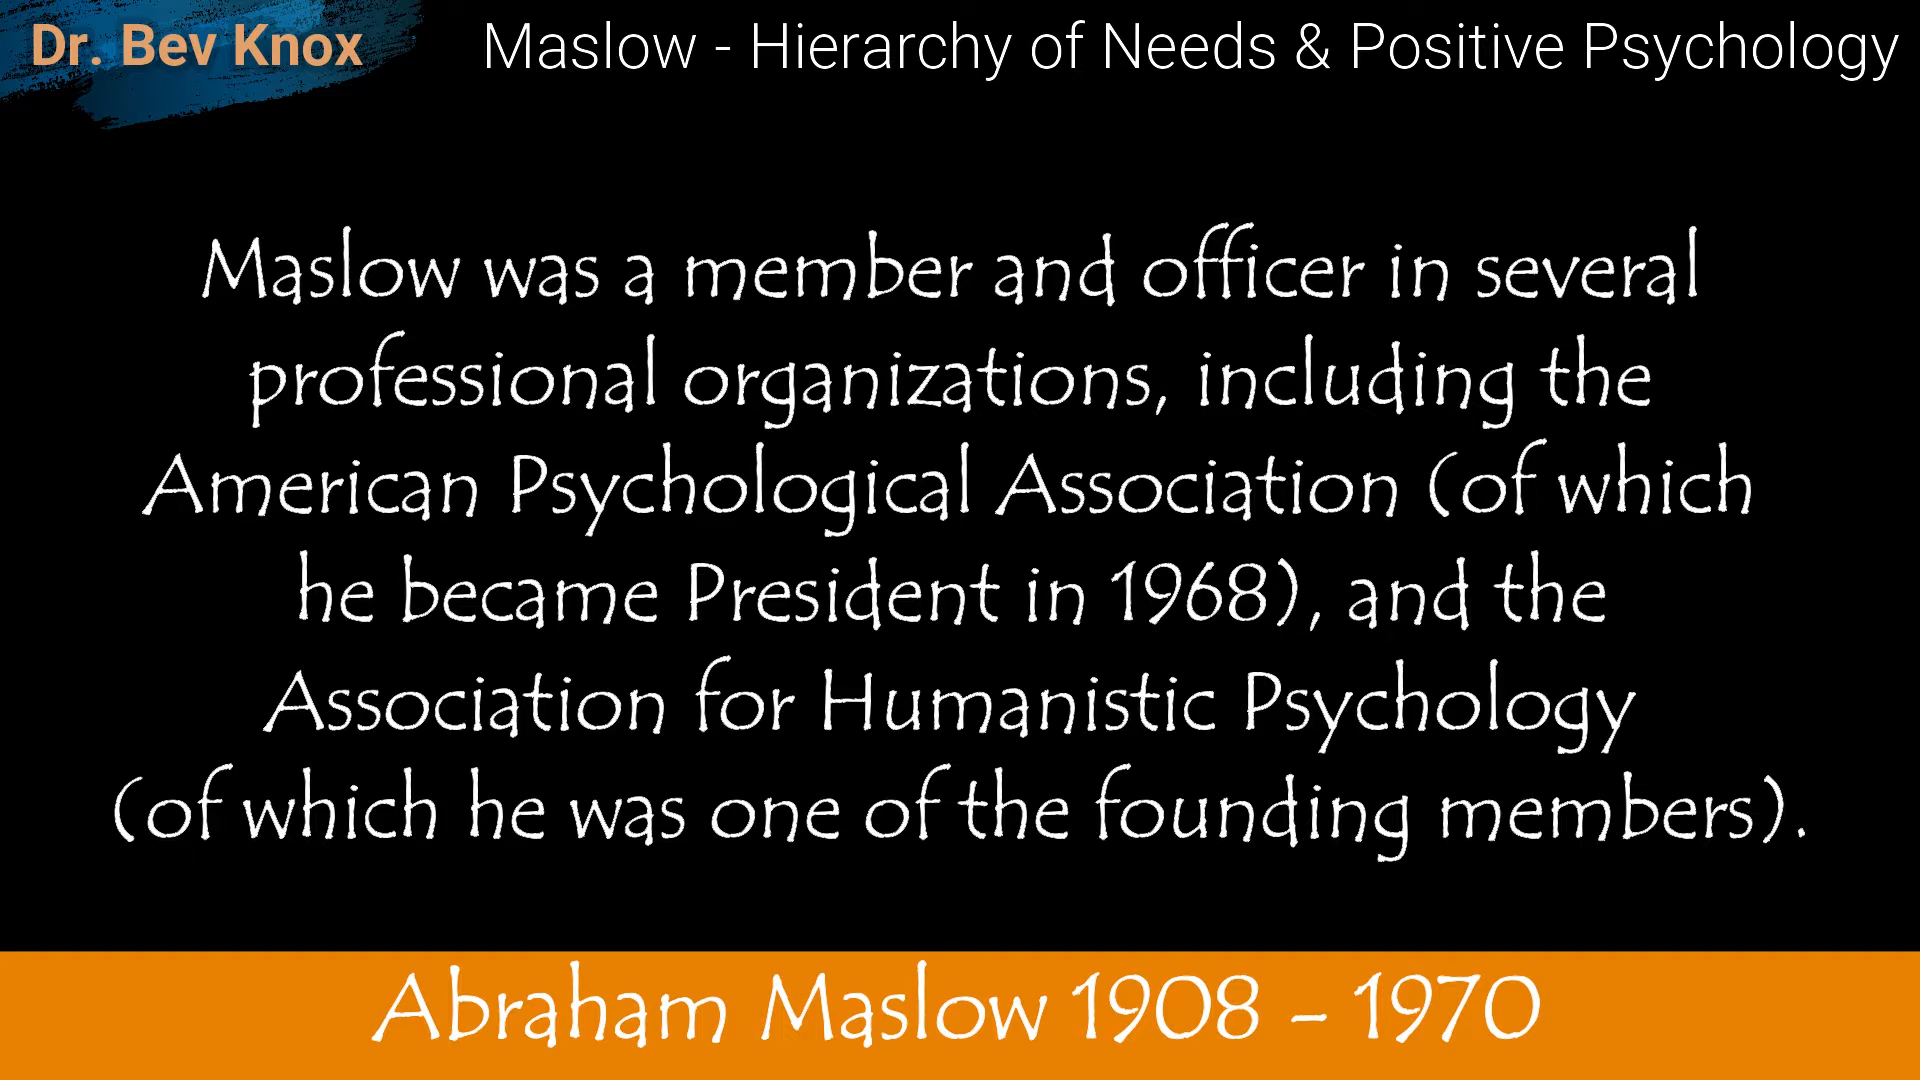 Dr. Bev Knox
Maslow - Hierarchy of Needs & Positive Psychology
Maslow was a member and officer in several
professional organizations, including the
American Psychological Association (of which
he became President in 1968), and the
Association for Humanistic Psychology
(of which he was one of the founding members).
Abraham Maslow 1908 - 1970